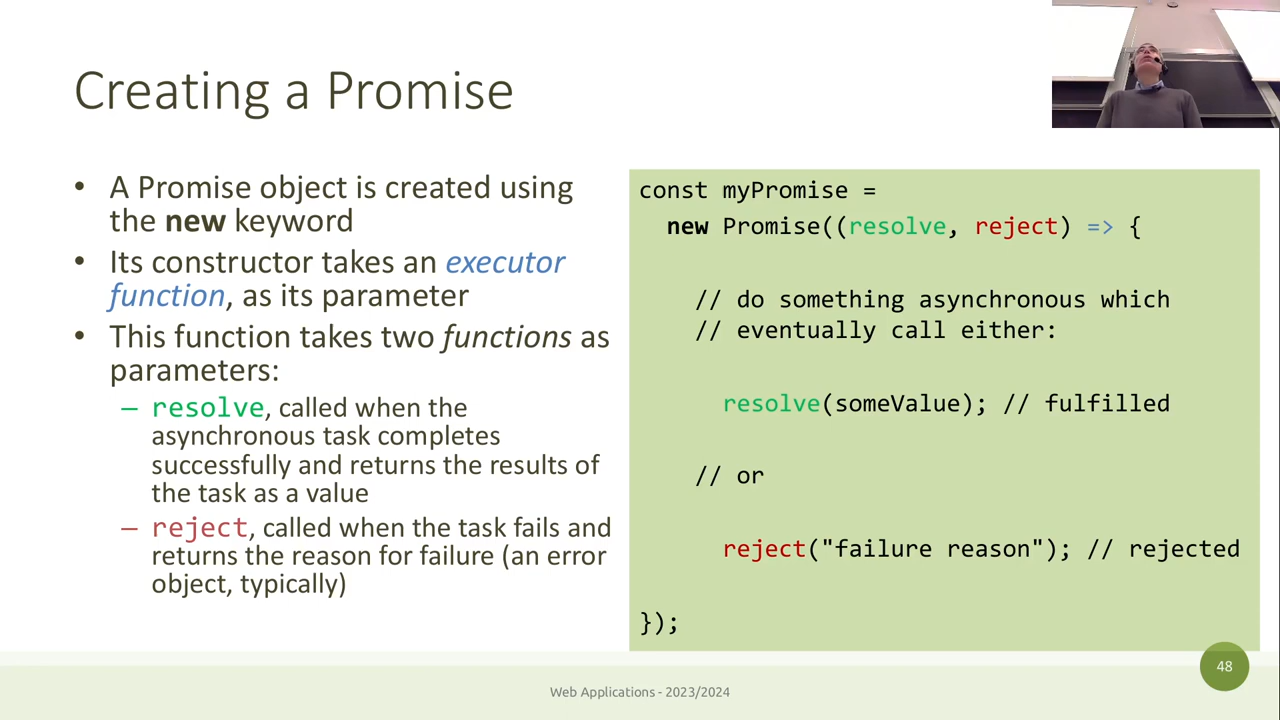 Creating a Promise
• A Promise object is created using
the new keyword
• Its constructor takes an executor
function, as its parameter
• This function takes two functions as
parameters:
– resolve, called when the
asynchronous task completes
successfully and returns the results of
the task as a value
– reject, called when the task fails and
returns the reason for failure (an error
object, typically)
const myPromise =
new Promise((resolve, reject) => {
// do something asynchronous which
// eventually call either:
resolve(someValue); // fulfilled
// or
reject("failure reason"); // rejected
});
48
Web Applications - 2023/2024